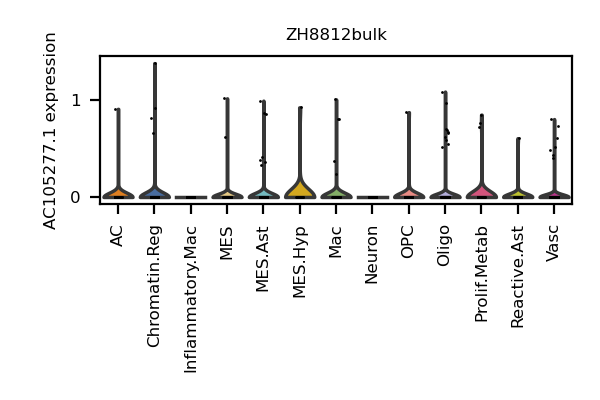 ZH8812bulk
AC105277.1 expression
1
0
AC
Chromatin.Reg
Inflammatory.Mac
MES
MES.Ast
MES.Hyp
Mac
Neuron
OPC
Oligo
Prolif.Metab
Reactive.Ast
Vasc